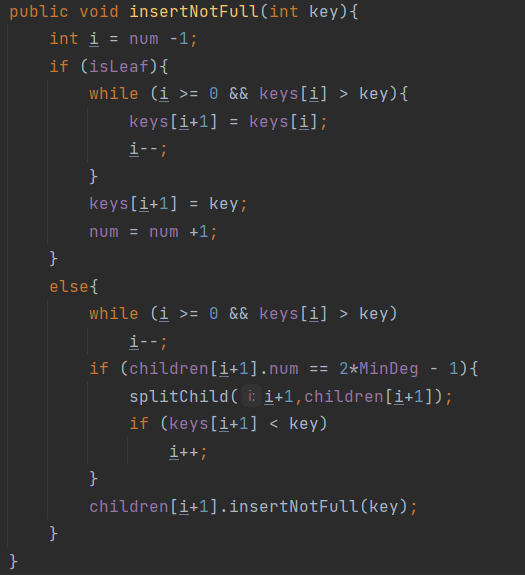 public void insertNotFull(int key){
    int i = num -1;
    if (isLeaf){
        while (i >= 0 && keys[i] > key){
            keys[i+1] = keys[i];
            i--;
        }
        keys[i+1] = key;
        num = num +1;
    }
    else{
        while (i >= 0 && keys[i] > key)
            i--;
        if (children[i+1].num == 2*MinDeg - 1){
            splitChild( i: i+1,children[i+1]);
            if (keys[i+1] < key)
                i++;
        }
        children[i+1].insertNotFull(key);
    }
}